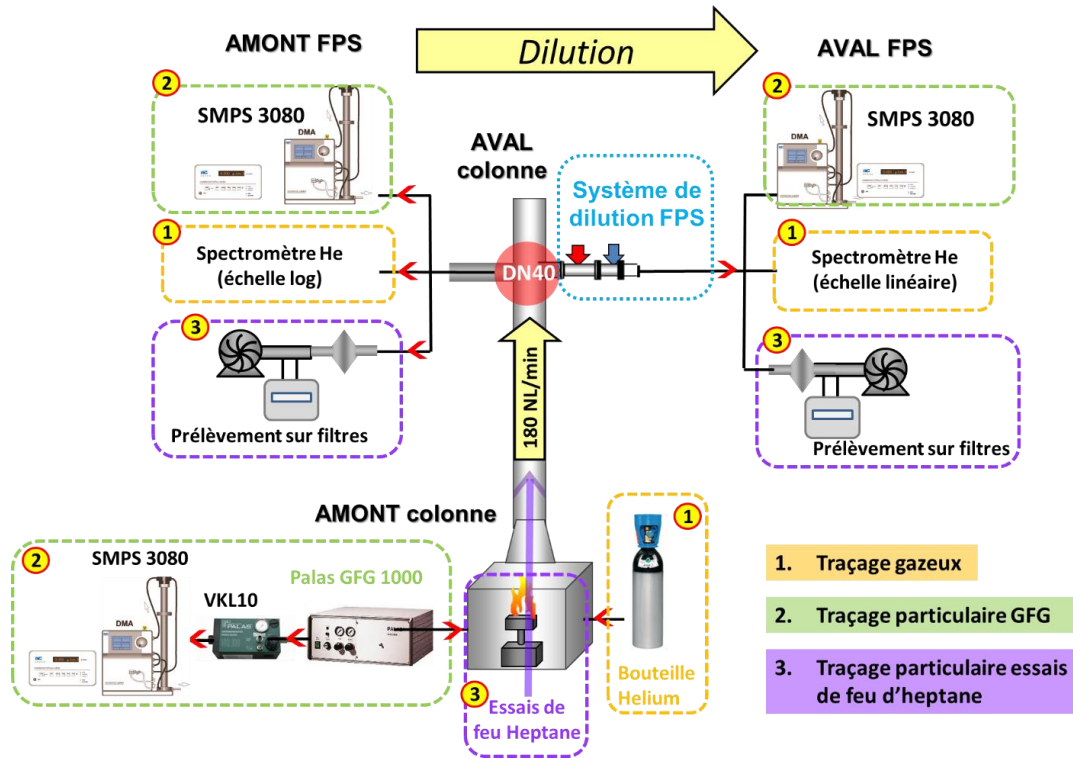 AMONT FPS
Dilution
AVAL FPS
2
SMPS 3080
DMA
AVAL
colonne
Système de
dilution FPS
2
SMPS 3080
DMA
1
Spectromètre He
(échelle log)
DN40
1
Spectromètre He
(échelle linéaire)
3
Prélèvement sur filtres
180 NL/min
3
Prélèvement sur filtres
AMONT colonne
2
SMPS 3080
DMA
VKL10
PALAS
Palas GFG 1000
1
Bouteille
Helium
3
Essais de
feu Heptane
1. Traçage gazeux
2. Traçage particulaire GFG
3. Traçage particulaire essais
de feu d'heptane